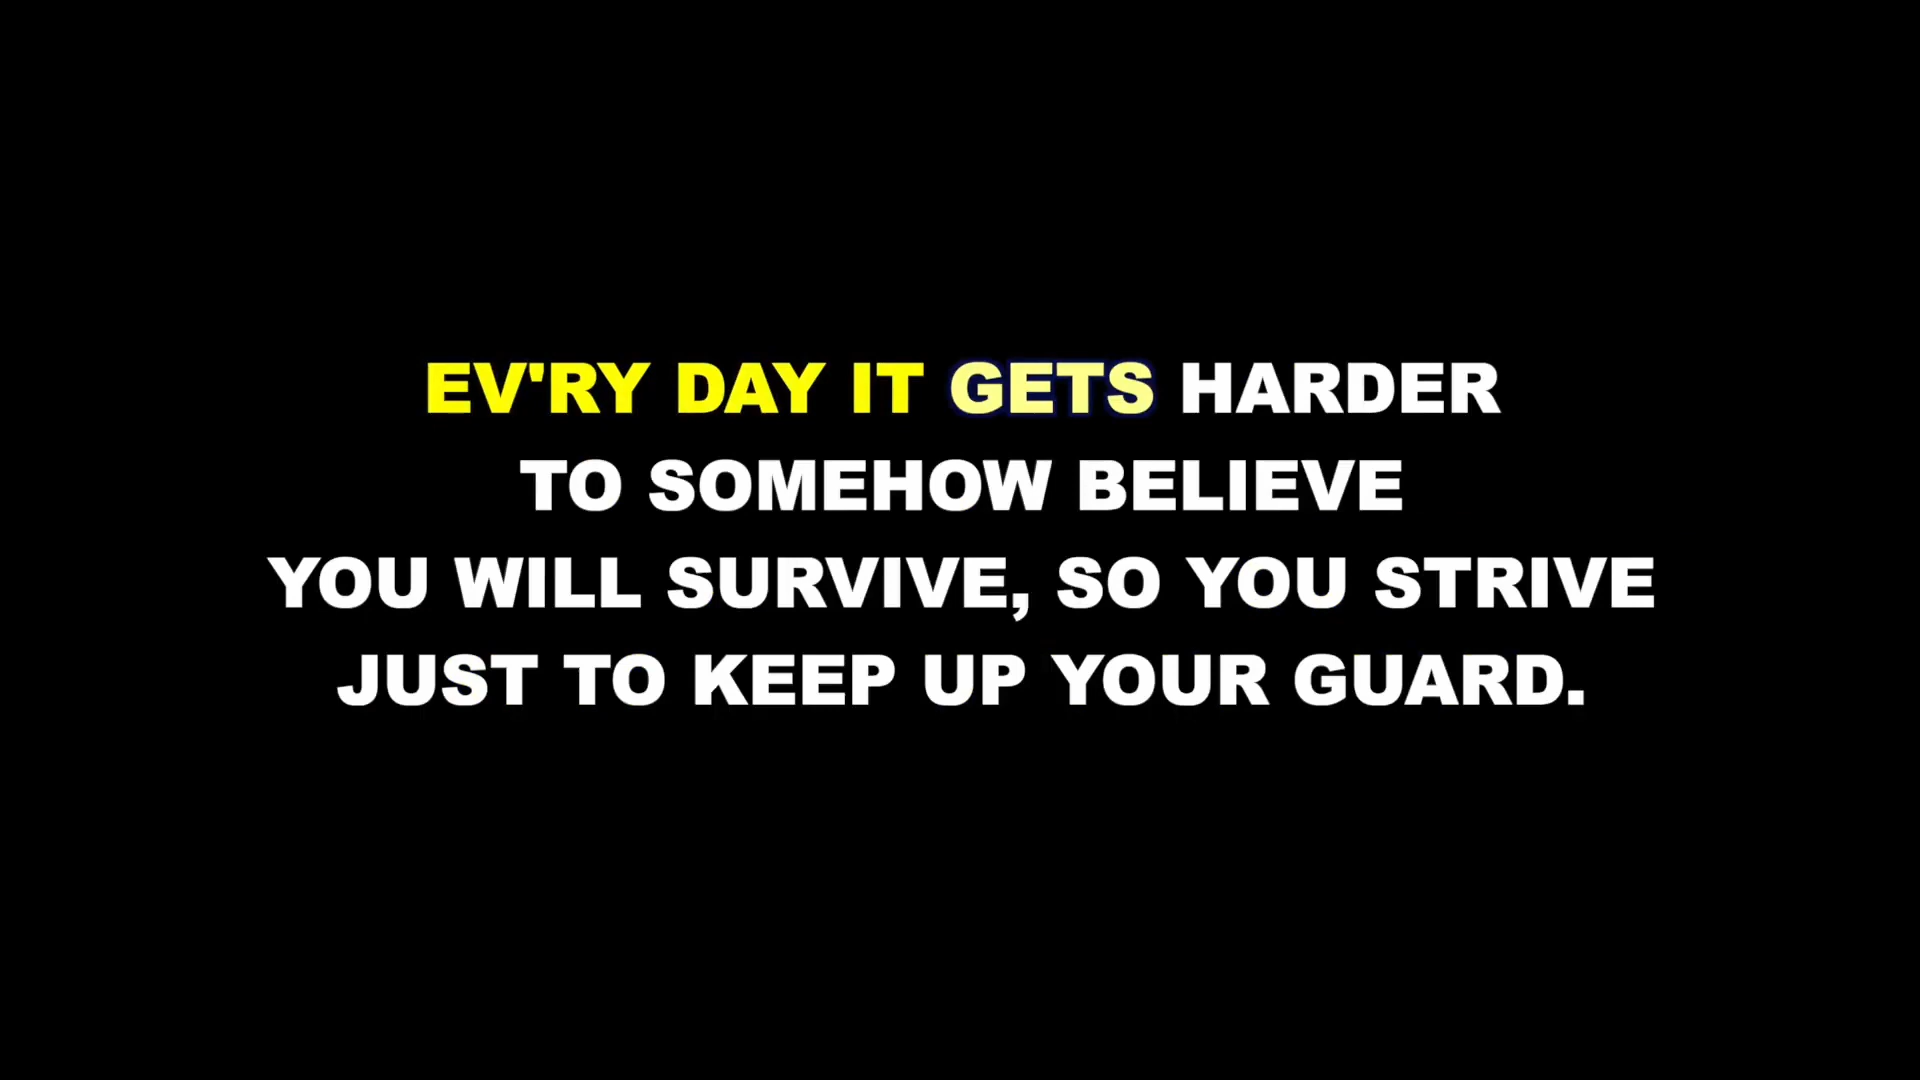 EV'RY DAY IT GETS HARDER
TO SOMEHOW BELIEVE
YOU WILL SURVIVE, SO YOU STRIVE
JUST TO KEEP UP YOUR GUARD.